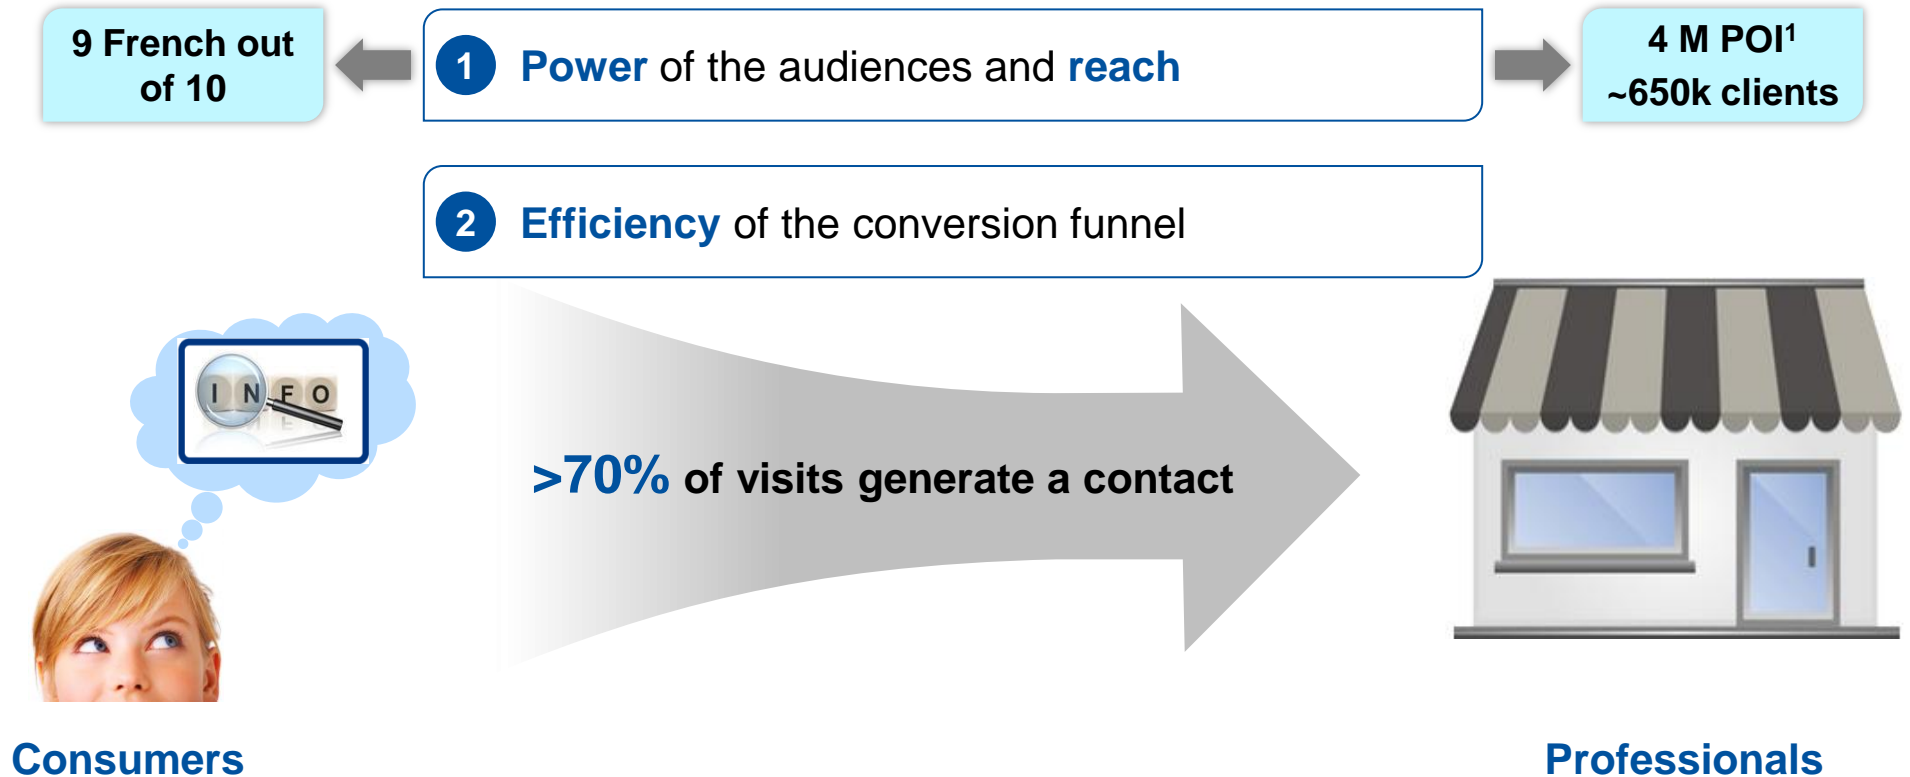 9 French out
of 10
1 Power of the audiences and reach
4 M POI¹
~650k clients
2 Efficiency of the conversion funnel
INFO
>70% of visits generate a contact
Consumers
Professionals